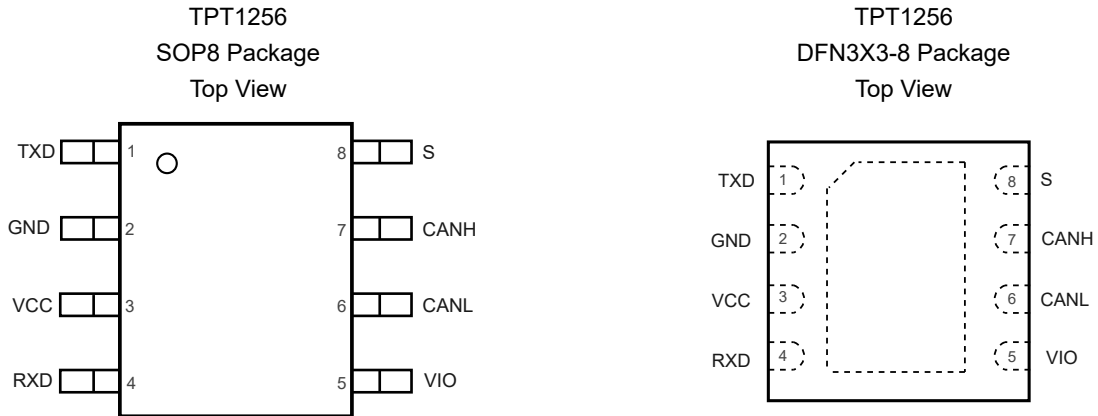 TPT1256
SOP8 Package
Top View
TXD 1 8 S
GND 2 7 CANH
VCC 3 6 CANL
RXD 4 5 VIO
TPT1256
DFN3X3-8 Package
Top View
TXD 1 8 S
GND 2 7 CANH
VCC 3 6 CANL
RXD 4 5 VIO